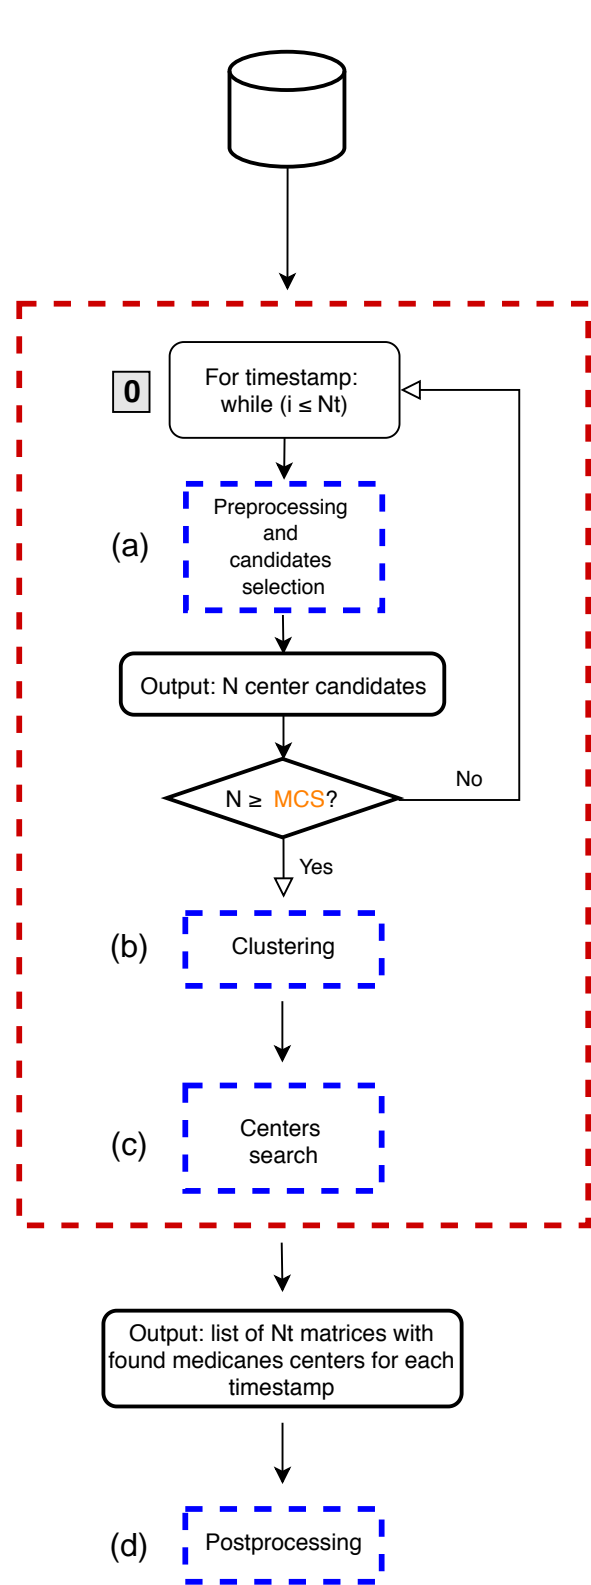 0
For timestamp:
while (i ≤ Nt)
(a)
Preprocessing
and
candidates
selection
Output: N center candidates
N ≥ MCS?
No
Yes
(b)
Clustering
(c)
Centers
search
Output: list of Nt matrices with
found medicanes centers for each
timestamp
(d)
Postprocessing